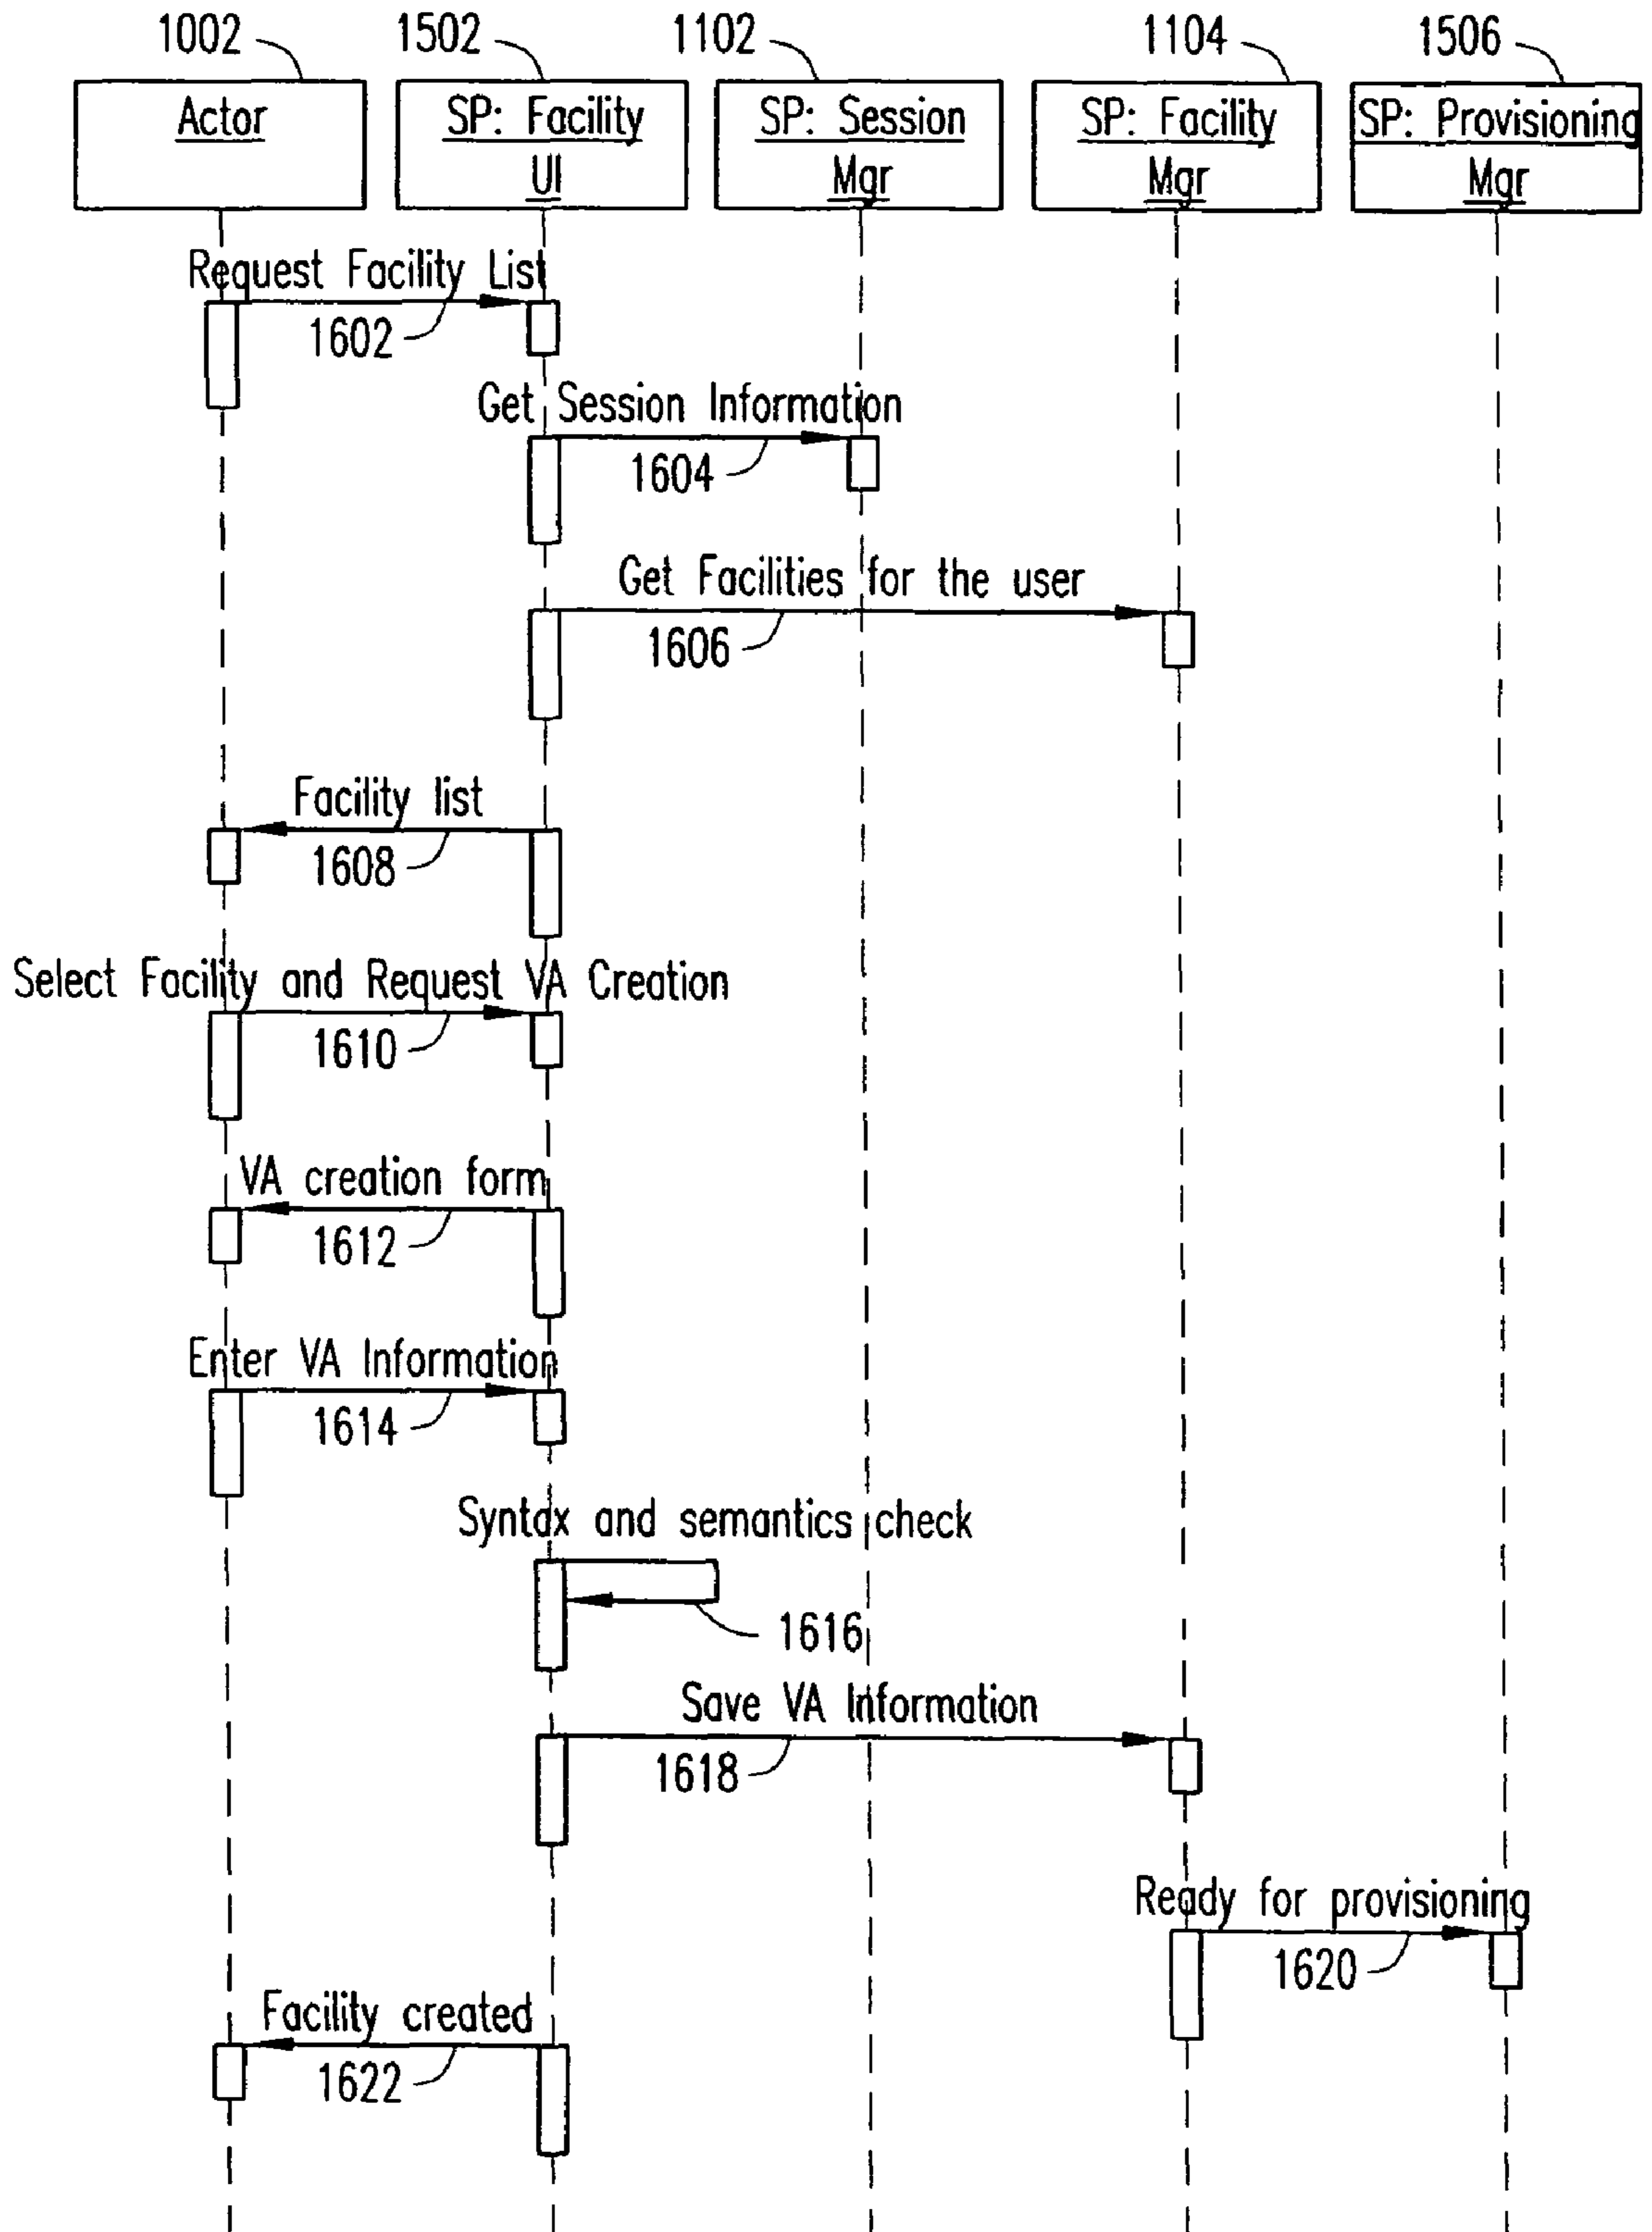 1002
1502
1102
1104
1506
Actor
SP: Facility
UI
SP: Session
Mgr
SP: Facility
Mgr
SP: Provisioning
Mgr
Request Facility List
1602
Get Session Information
1604
Get Facilities for the user
1606
Facility list
1608
Select Facility and Request VA Creation
1610
VA creation form
1612
Enter VA Information
1614
Syntax and semantics check
1616
Save VA Information
1618
Ready for provisioning
1620
Facility created
1622